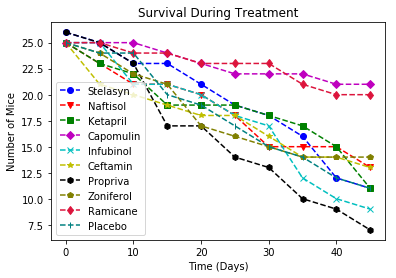 Survival During Treatment
25.0
22.5
20.0
17.5
15.0
12.5
10.0
7.5
Number of Mice
Stelasyn
Naftisol
Ketapril
Capomulin
Infubinol
Ceftamin
Propriva
Zoniferol
Ramicane
Placebo
0
10
20
30
40
Time (Days)